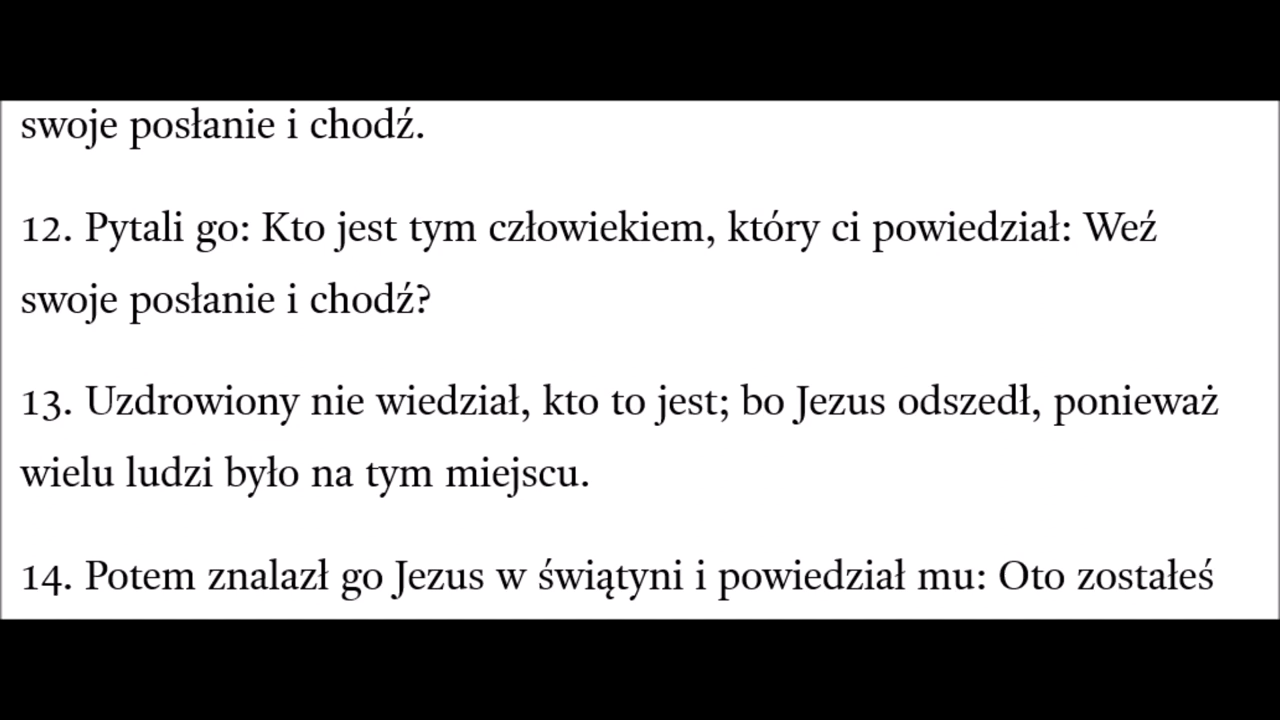 swoje posłanie i chodź.
12. Pytali go: Kto jest tym człowiekiem, który ci powiedział: Weź
swoje posłanie i chodź?
13. Uzdrowiony nie wiedział, kto to jest; bo Jezus odszedł, ponieważ
wielu ludzi było na tym miejscu.
14. Potem znalazł go Jezus w świątyni i powiedział mu: Oto zostałeś